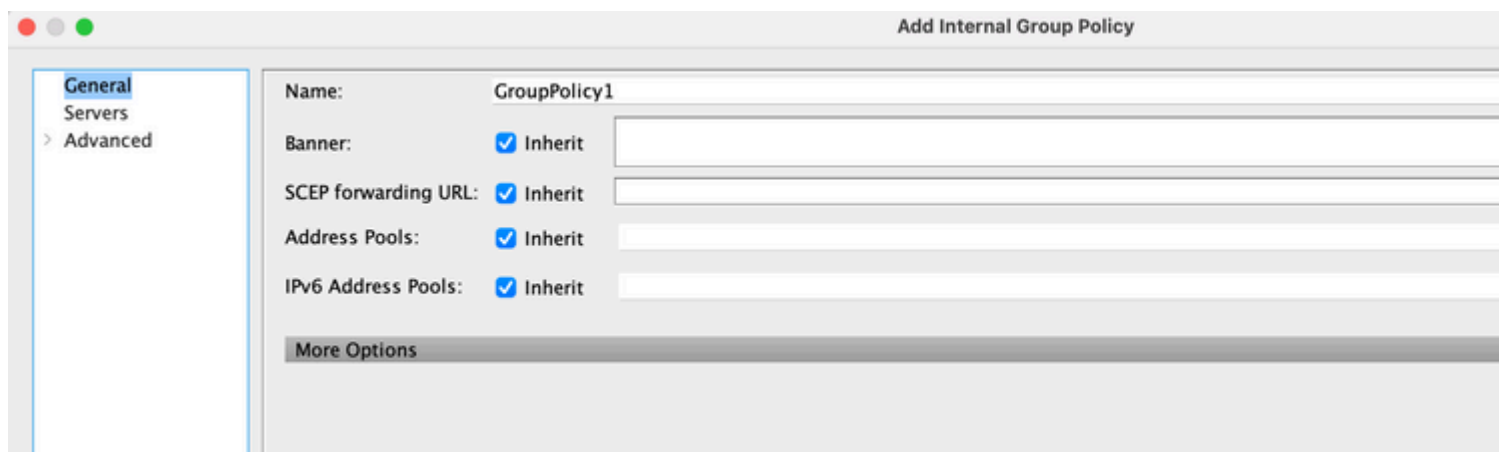 Add Internal Group Policy
General
Servers
Advanced
Name: GroupPolicy1
Banner: Inherit
SCEP forwarding URL: Inherit
Address Pools: Inherit
IPv6 Address Pools: Inherit
More Options